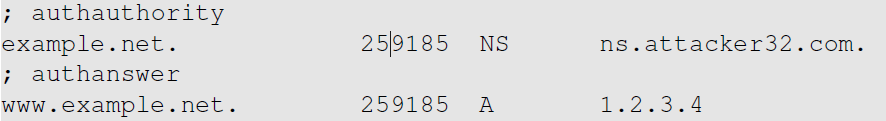 ; authauthority
example.net. 259185 NS ns.attacker32.com.
; authanswer
www.example.net. 259185 A 1.2.3.4